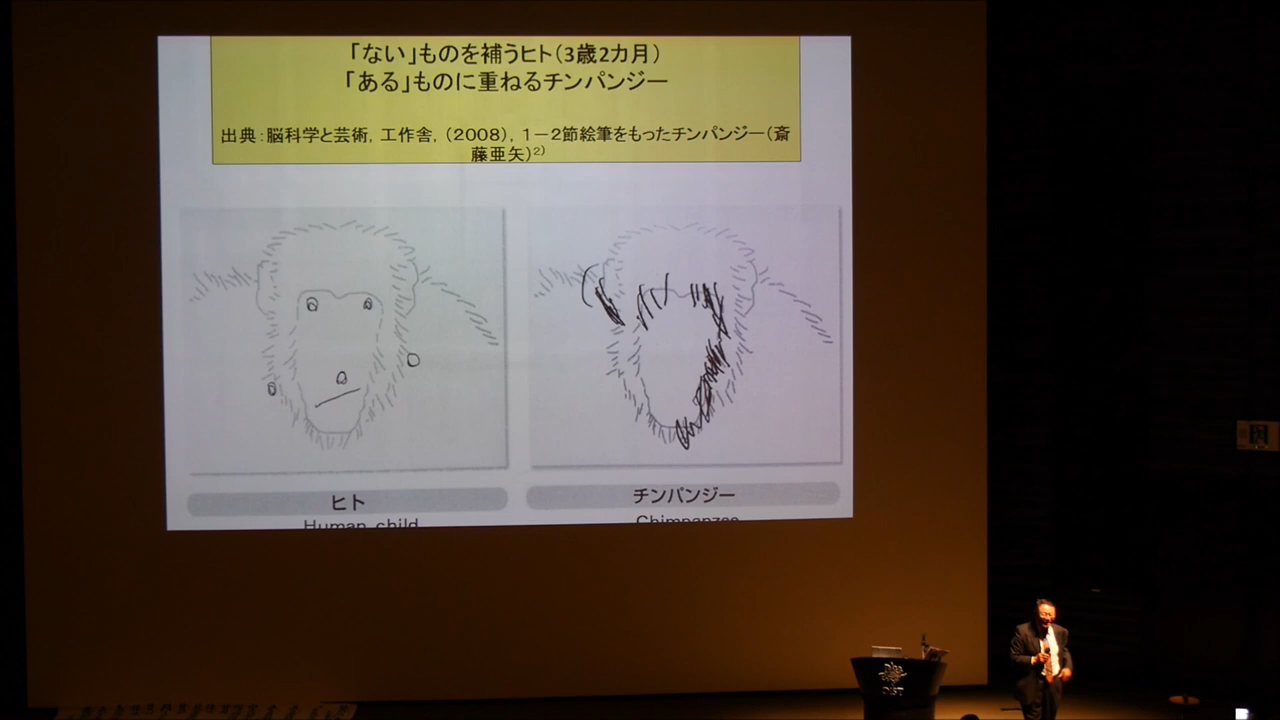 「ない」ものを補うヒト（3歳2カ月）
「ある」ものに重ねるチンパンジー
出典：脳科学と芸術, 工作舎, （2008）, １－２節絵筆をもったチンパンジー（斎
藤亜矢）2)
ヒト
チンパンジー
Human child
Chimpanzee
OIST